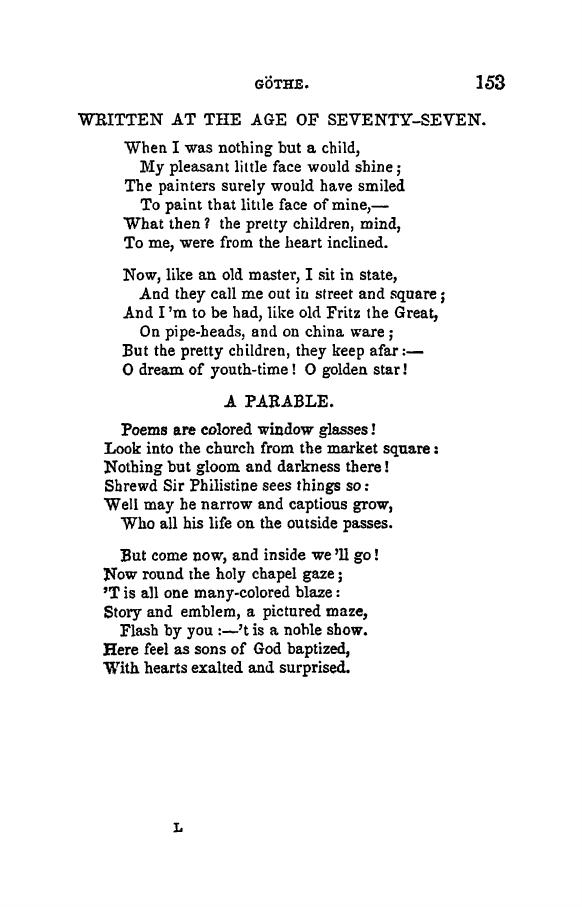 GÖTHE. 153
WRITTEN AT THE AGE OF SEVENTY-SEVEN.
When I was nothing but a child,
My pleasant little face would shine;
The painters surely would have smiled
To paint that little face of mine,—
What then? the pretty children, mind,
To me, were from the heart inclined.
Now, like an old master, I sit in state,
And they call me out in street and square;
And I'm to be had, like old Fritz the Great,
On pipe-heads, and on china ware;
But the pretty children, they keep afar:—
O dream of youth-time! O golden star!
A PARABLE.
Poems are colored window glasses!
Look into the church from the market square:
Nothing but gloom and darkness there!
Shrewd Sir Philistine sees things so:
Well may he narrow and captious grow,
Who all his life on the outside passes.
But come now, and inside we'll go!
Now round the holy chapel gaze;
'T is all one many-colored blaze:
Story and emblem, a pictured maze,
Flash by you:—'t is a noble show.
Here feel as sons of God baptized,
With hearts exalted and surprised.
L